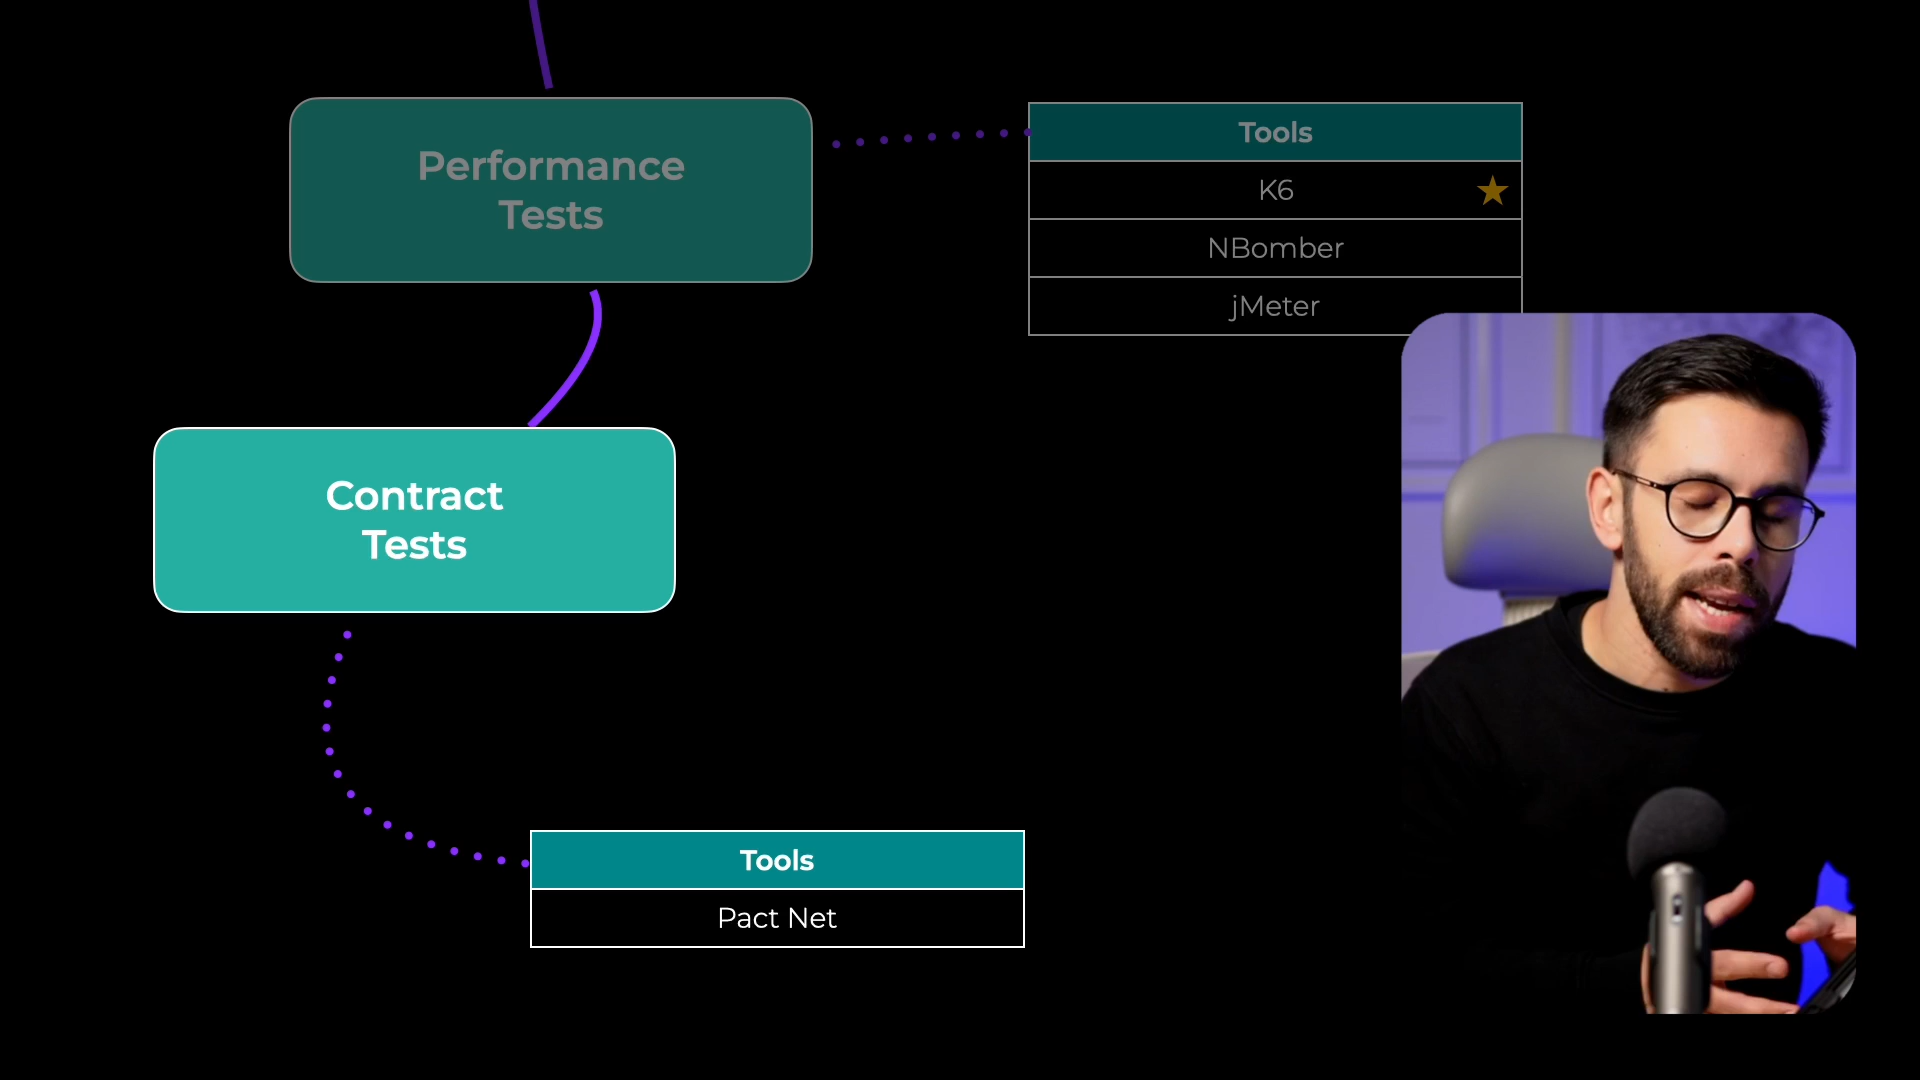 Performance
Tests
Tools
K6
NBomber
jMeter
Contract
Tests
Tools
Pact Net